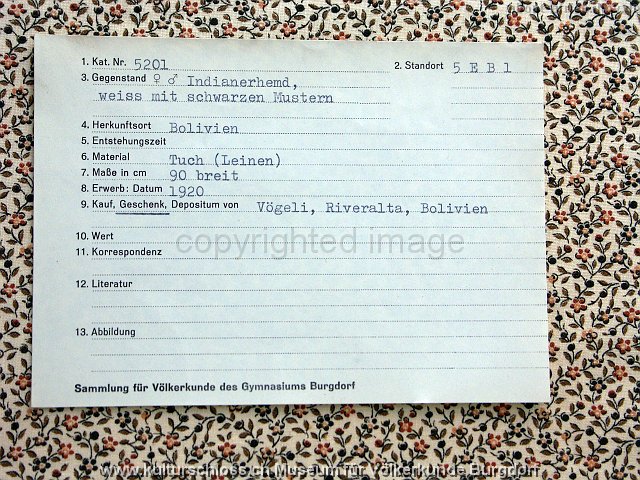 1. Kat. Nr. 5201 2. Standort 5 E B 1
3. Gegenstand ♀ ♂ Indianerhemd,
weiss mit schwarzen Mustern
4. Herkunftsort Bolivien
5. Entstehungszeit
6. Material Tuch (Leinen)
7. Maße in cm 90 breit
8. Erwerb: Datum 1920
9. Kauf, Geschenk, Depositum von Vögeli, Riveralta, Bolivien
10. Wert
copyrighted image
11. Korrespondenz
12. Literatur
13. Abbildung
Sammlung für Völkerkunde des Gymnasiums Burgdorf
www.kulturschloss.ch Museum für Völkerkunde Burgdorf